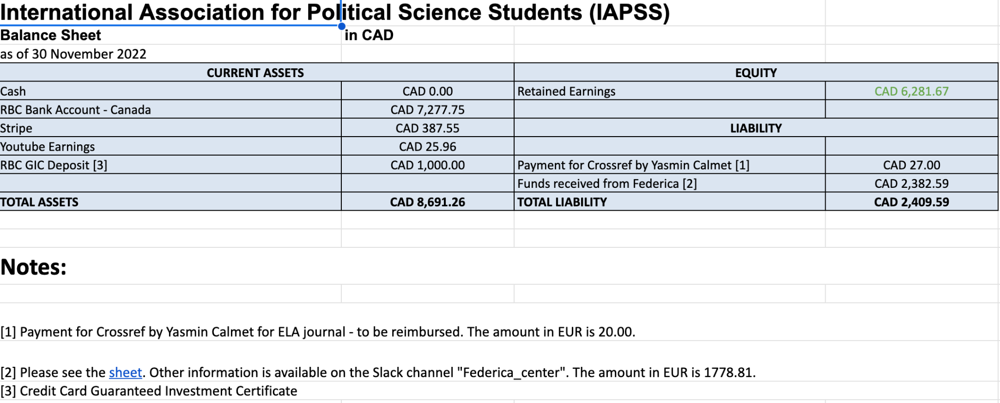 International Association for Political Science Students (IAPSS)
Balance Sheet in CAD
as of 30 November 2022
CURRENT ASSETS EQUITY
Cash CAD 0.00 Retained Earnings CAD 6,281.67
RBC Bank Account - Canada CAD 7,277.75
Stripe CAD 387.55 LIABILITY
Youtube Earnings CAD 25.96
RBC GIC Deposit [3] CAD 1,000.00 Payment for Crossref by Yasmin Calmet [1] CAD 27.00
Funds received from Federica [2] CAD 2,382.59
TOTAL ASSETS CAD 8,691.26 TOTAL LIABILITY CAD 2,409.59
Notes:
[1] Payment for Crossref by Yasmin Calmet for ELA journal - to be reimbursed. The amount in EUR is 20.00.
[2] Please see the sheet. Other information is available on the Slack channel "Federica_center". The amount in EUR is 1778.81.
[3] Credit Card Guaranteed Investment Certificate